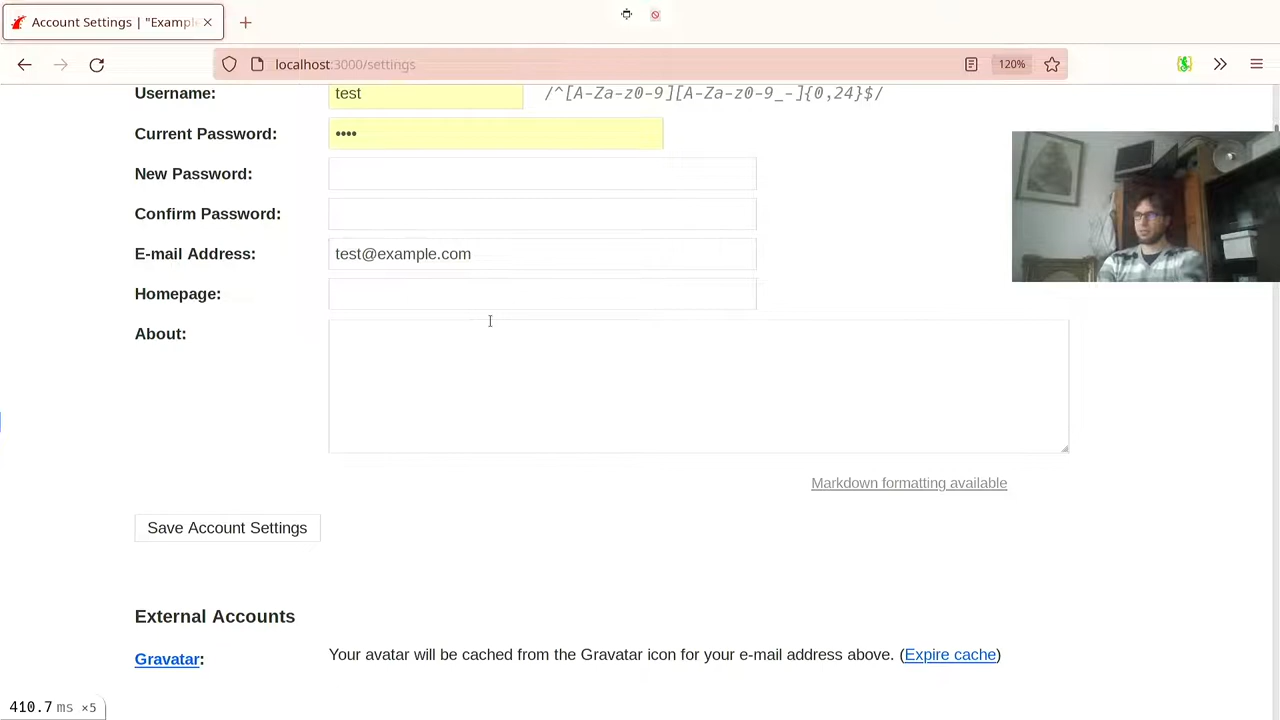 Account Settings | "Exampl
localhost:3000/settings
120%
Username:
test
/^[A-Za-z0-9][A-Za-z0-9_-]{0,24}$/
Current Password:
••••
New Password:
Confirm Password:
E-mail Address:
test@example.com
Homepage:
About:
Markdown formatting available
Save Account Settings
External Accounts
Gravatar:
Your avatar will be cached from the Gravatar icon for your e-mail address above. (Expire cache)
410.7 ms ×5